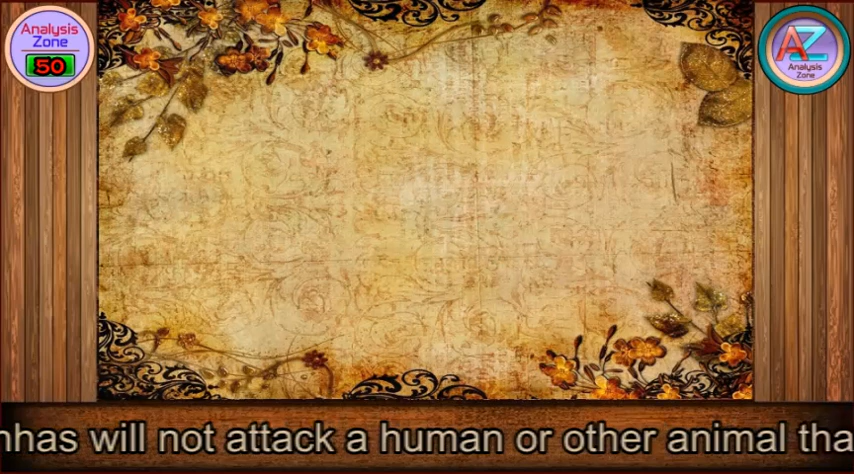 Analysis
Zone
50
AZ
Analysis
Zone
nhas will not attack a human or other animal tha